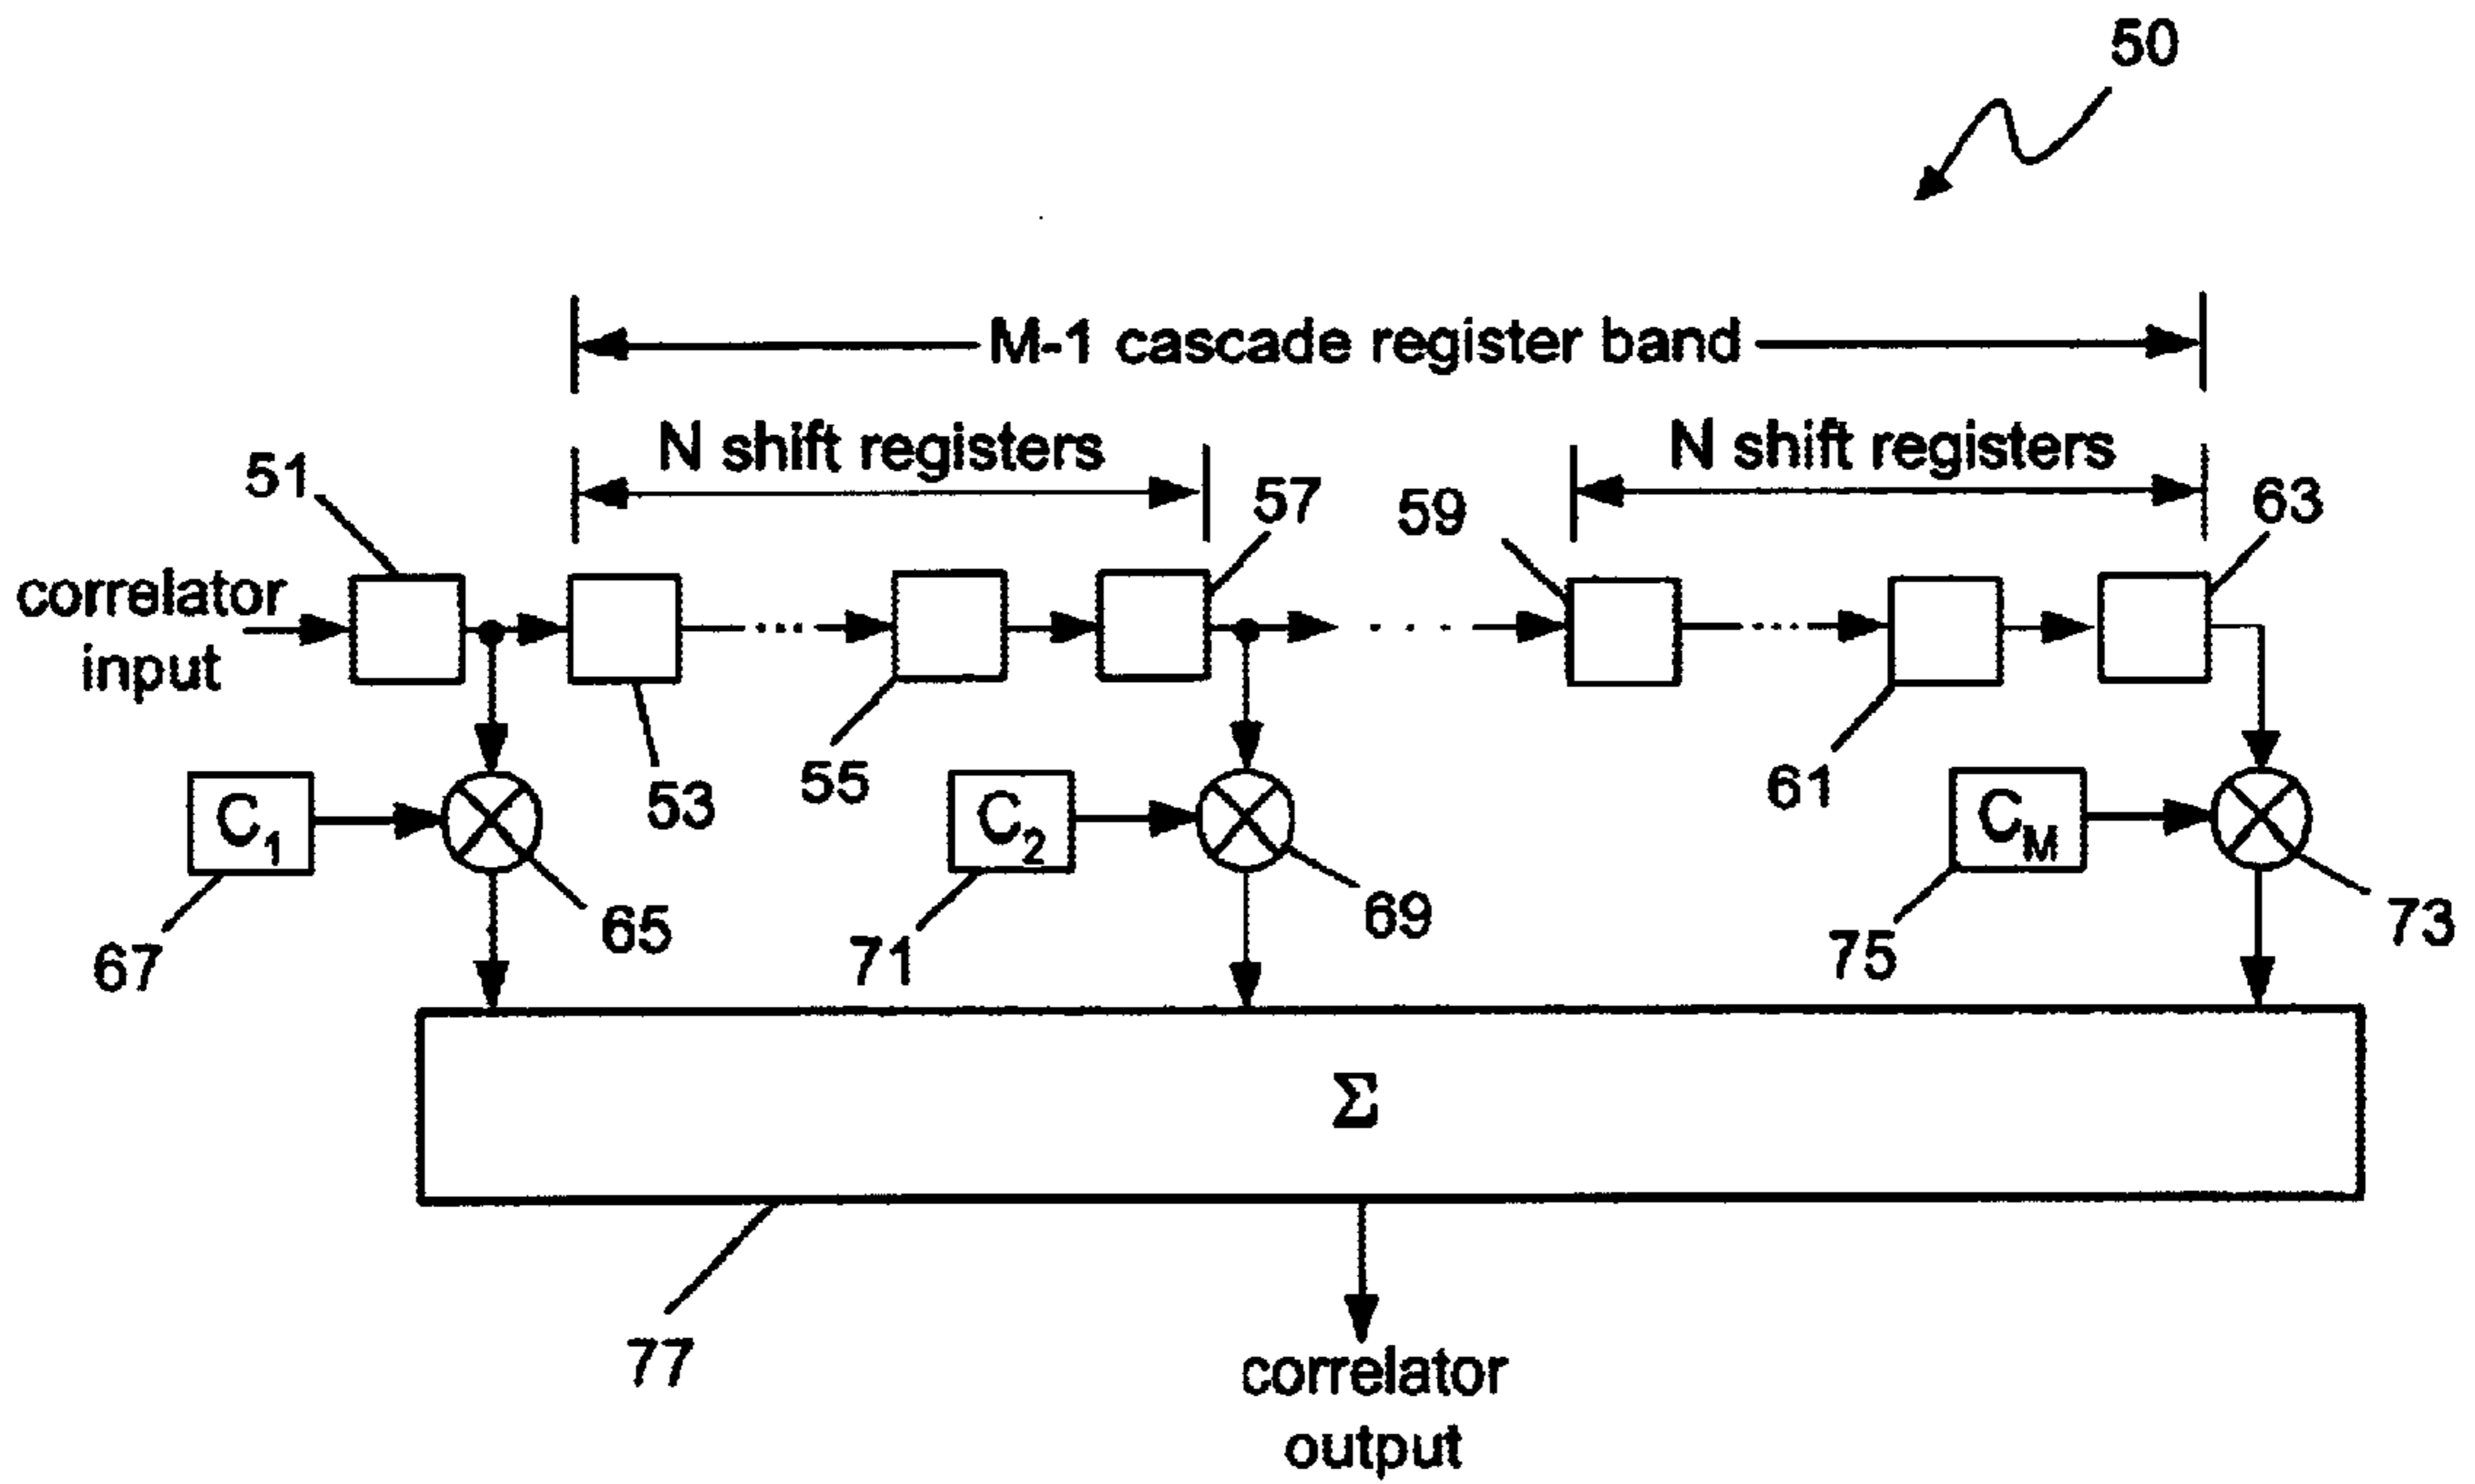 50
M-1 cascade register band
N shift registers
N shift registers
51
57
59
63
correlator
input
53
55
61
C1
C2
CM
67
65
71
69
75
73
Σ
77
correlator
output